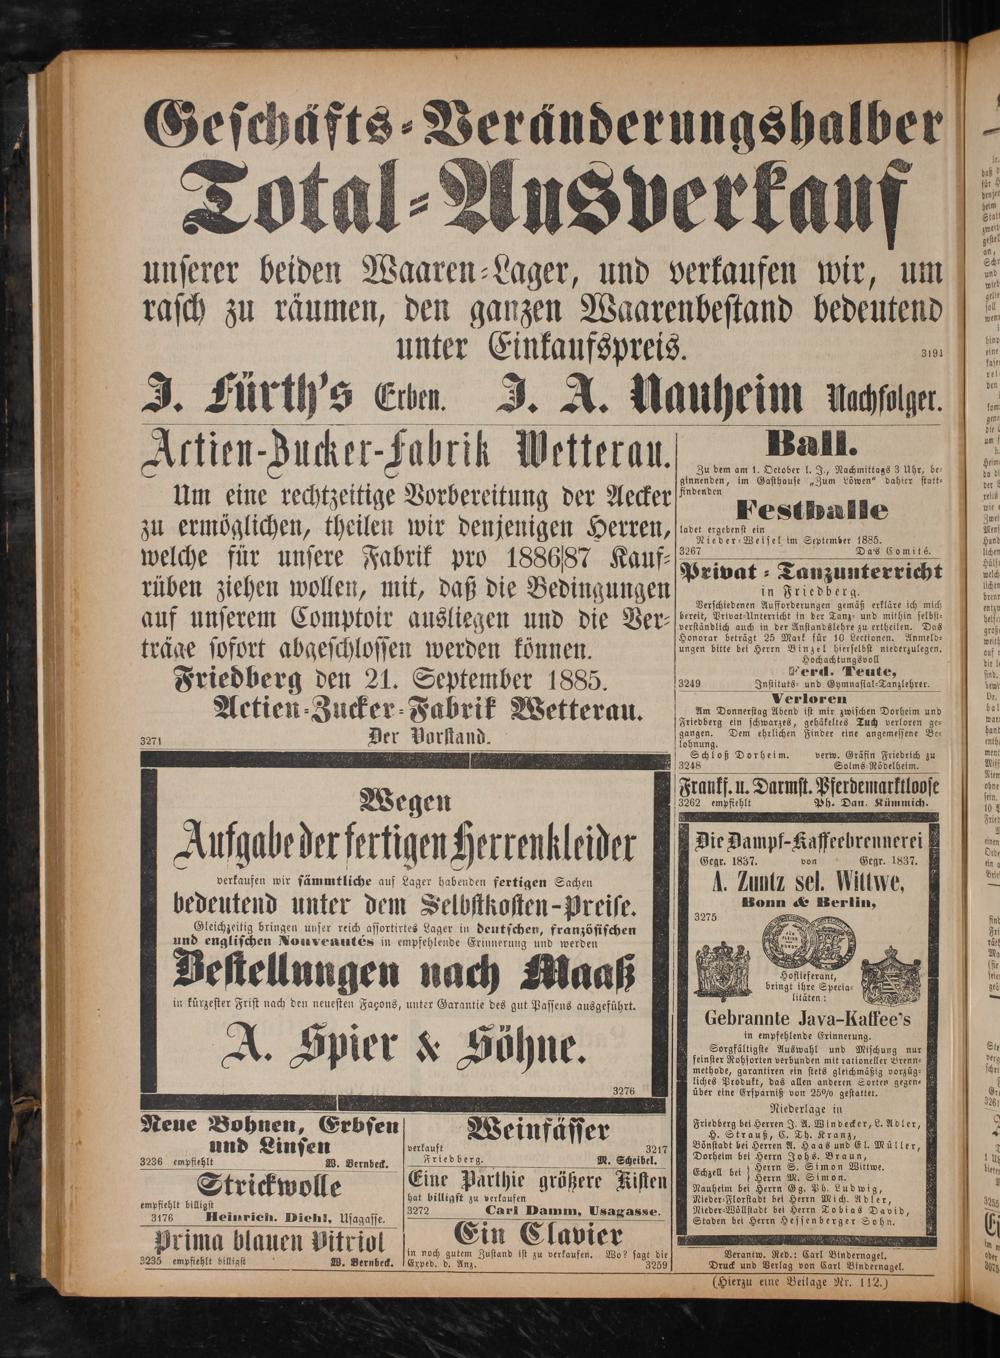 Geschäfts-Veränderungshalber
Total-Ausverkauf
unserer beiden Waaren-Lager, und verkaufen wir, um
rasch zu räumen, den ganzen Waarenbestand bedeutend
unter Einkaufspreis.
3194
J. Fürth's Erben. J. A. Nauheim Nachfolger.
Actien-Zucker-Fabrik Wetterau.
Um eine rechtzeitige Vorbereitung der Aecker
zu ermöglichen, theilen wir denjenigen Herren,
welche für unsere Fabrik pro 1886/87 Kauf-
rüben ziehen wollen, mit, daß die Bedingungen
auf unserem Comptoir ausliegen und die Ver-
träge sofort abgeschlossen werden können.
Friedberg den 21. September 1885.
Actien-Zucker-Fabrik Wetterau.
3271 Der Vorstand.
Wegen
Aufgabe der fertigen Herrenkleider
verkaufen wir sämmtliche auf Lager habenden fertigen Sachen
bedeutend unter dem Selbstkosten-Preise.
Gleichzeitig bringen unser reich assortirtes Lager in deutschen, französischen
und englischen Nouveautés in empfehlende Erinnerung und werden
Bestellungen nach Maaß
in kürzester Frist nach den neuesten Façons, unter Garantie des gut Passens ausgeführt.
A. Spier & Söhne.
3276
Neue Bohnen, Erbsen
und Linsen
3236 empfiehlt W. Bernbeck.
Strickwolle
empfiehlt billigst
3176 Heinrich. Diehl, Usagasse.
Prima blauen Vitriol
3235 empfiehlt billigst W. Bernbeck.
Weinfässer
verkauft 3217
Friedberg. M. Scheibel.
Eine Parthie größere Kisten
hat billigst zu verkaufen
3272 Carl Damm, Usagasse.
Ein Clavier
in noch gutem Zustand ist zu verkaufen. Wo? sagt die
Exped. d. Anz. 3259
Ball.
Zu dem am 1. October l. J., Nachmittags 3 Uhr, be-
ginnenden, im Gasthause „Zum Löwen“ dahier statt-
findenden
Festballe
ladet ergebenst ein
Nieder-Weisel im September 1885.
3267 Das Comité.
Privat-Tanzunterricht
in Friedberg.
Verschiedenen Aufforderungen gemäß erkläre ich mich
bereit, Privat-Unterricht in der Tanz- und mithin selbst-
verständlich auch in der Anstandslehre zu ertheilen. Das
Honorar beträgt 25 Mark für 10 Lectionen. Anmeld-
ungen bitte bei Herrn Binzel hierselbst niederzulegen.
Hochachtungsvoll
Ferd. Teute,
3249 Instituts- und Gymnasial-Tanzlehrer.
Verloren
Am Donnerstag Abend ist mir zwischen Dorheim und
Friedberg ein schwarzes, gehäkeltes Tuch verloren ge-
gangen. Dem ehrlichen Finder eine angemessene Be-
lohnung.
Schloß Dorheim. verw. Gräfin Friedrich zu
3248 Solms-Rödelheim.
Frankf. u. Darmst. Pferdemarktloose
3262 empfiehlt Ph. Dan. Kümmich.
Die Dampf-Kaffeebrennerei
Gegr. 1837. von Gegr. 1837.
A. Zuntz sel. Wittwe,
Bonn & Berlin,
3275
Hoflieferant,
bringt ihre Specia-
litäten:
Gebrannte Java-Kaffee's
in empfehlende Erinnerung.
Sorgfältigste Auswahl und Mischung nur
feinster Rohsorten verbunden mit rationeller Brenn-
methode, garantiren ein stets gleichmäßig vorzüg-
liches Produkt, das allen anderen Sorten gegen-
über eine Ersparniß von 25% gestattet.
Niederlage in
Friedberg bei Herren J. A. Windecker, L. Adler,
H. Strauß, C. Th. Kranz,
Bönstadt bei Herren A. Haas und El. Müller,
Dorheim bei Herrn Johs. Braun,
Echzell bei Herrn S. Simon Wittwe.
Herrn M. Simon.
Nauheim bei Herrn Gg. Ph. Ludwig,
Nieder-Florstadt bei Herrn Mich. Adler,
Nieder-Wöllstadt bei Herrn Tobias David,
Staden bei Herrn Hessenberger Sohn.
Verantw. Red.: Carl Bindernagel.
Druck und Verlag von Carl Bindernagel.
(Hierzu eine Beilage Nr. 112.)